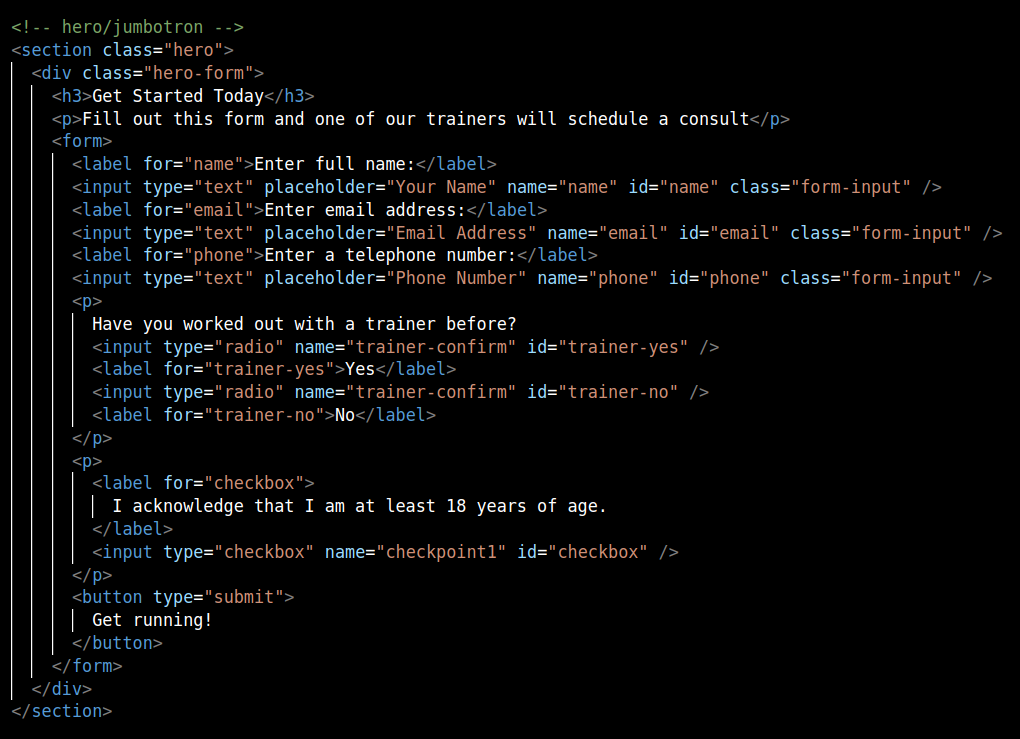 <!-- hero/jumbotron -->
<section class="hero">
  <div class="hero-form">
    <h3>Get Started Today</h3>
    <p>Fill out this form and one of our trainers will schedule a consult</p>
    <form>
      <label for="name">Enter full name:</label>
      <input type="text" placeholder="Your Name" name="name" id="name" class="form-input" />
      <label for="email">Enter email address:</label>
      <input type="text" placeholder="Email Address" name="email" id="email" class="form-input" />
      <label for="phone">Enter a telephone number:</label>
      <input type="text" placeholder="Phone Number" name="phone" id="phone" class="form-input" />
      <p>
        Have you worked out with a trainer before?
        <input type="radio" name="trainer-confirm" id="trainer-yes" />
        <label for="trainer-yes">Yes</label>
        <input type="radio" name="trainer-confirm" id="trainer-no" />
        <label for="trainer-no">No</label>
      </p>
      <p>
        <label for="checkbox">
          I acknowledge that I am at least 18 years of age.
        </label>
        <input type="checkbox" name="checkpoint1" id="checkbox" />
      </p>
      <button type="submit">
        Get running!
      </button>
    </form>
  </div>
</section>